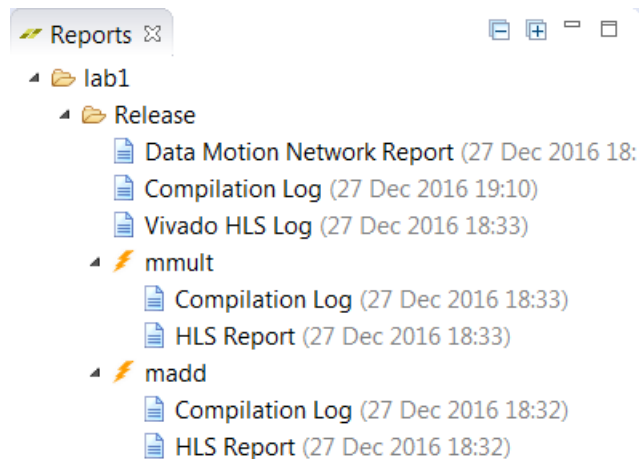 Reports
lab1
Release
Data Motion Network Report (27 Dec 2016 18:
Compilation Log (27 Dec 2016 19:10)
Vivado HLS Log (27 Dec 2016 18:33)
mmult
Compilation Log (27 Dec 2016 18:33)
HLS Report (27 Dec 2016 18:33)
madd
Compilation Log (27 Dec 2016 18:32)
HLS Report (27 Dec 2016 18:32)